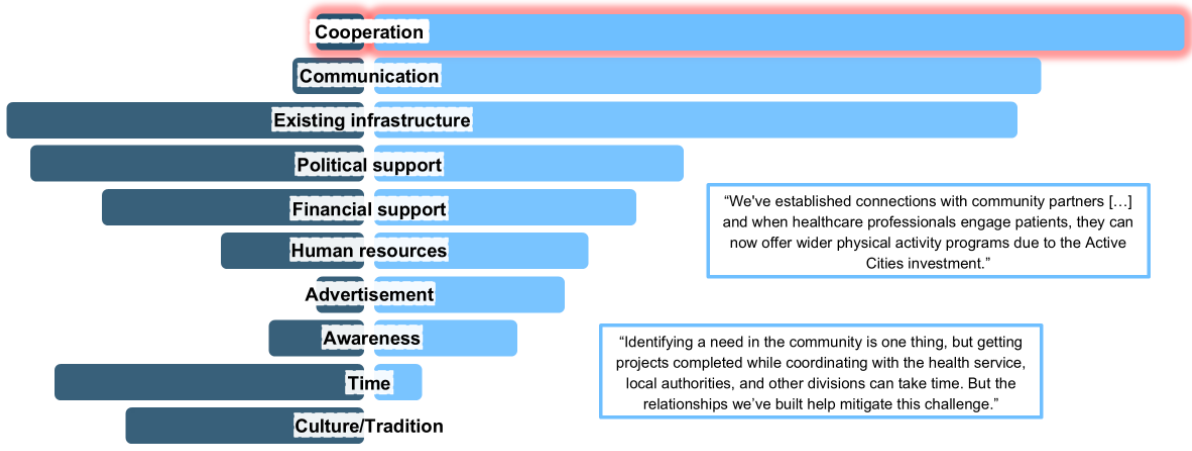 Cooperation
Communication
Existing infrastructure
Political support
Financial support
Human resources
Advertisement
Awareness
Time
Culture/Tradition
“We've established connections with community partners […]
and when healthcare professionals engage patients, they can
now offer wider physical activity programs due to the Active
Cities investment.”
“Identifying a need in the community is one thing, but getting
projects completed while coordinating with the health service,
local authorities, and other divisions can take time. But the
relationships we’ve built help mitigate this challenge.”